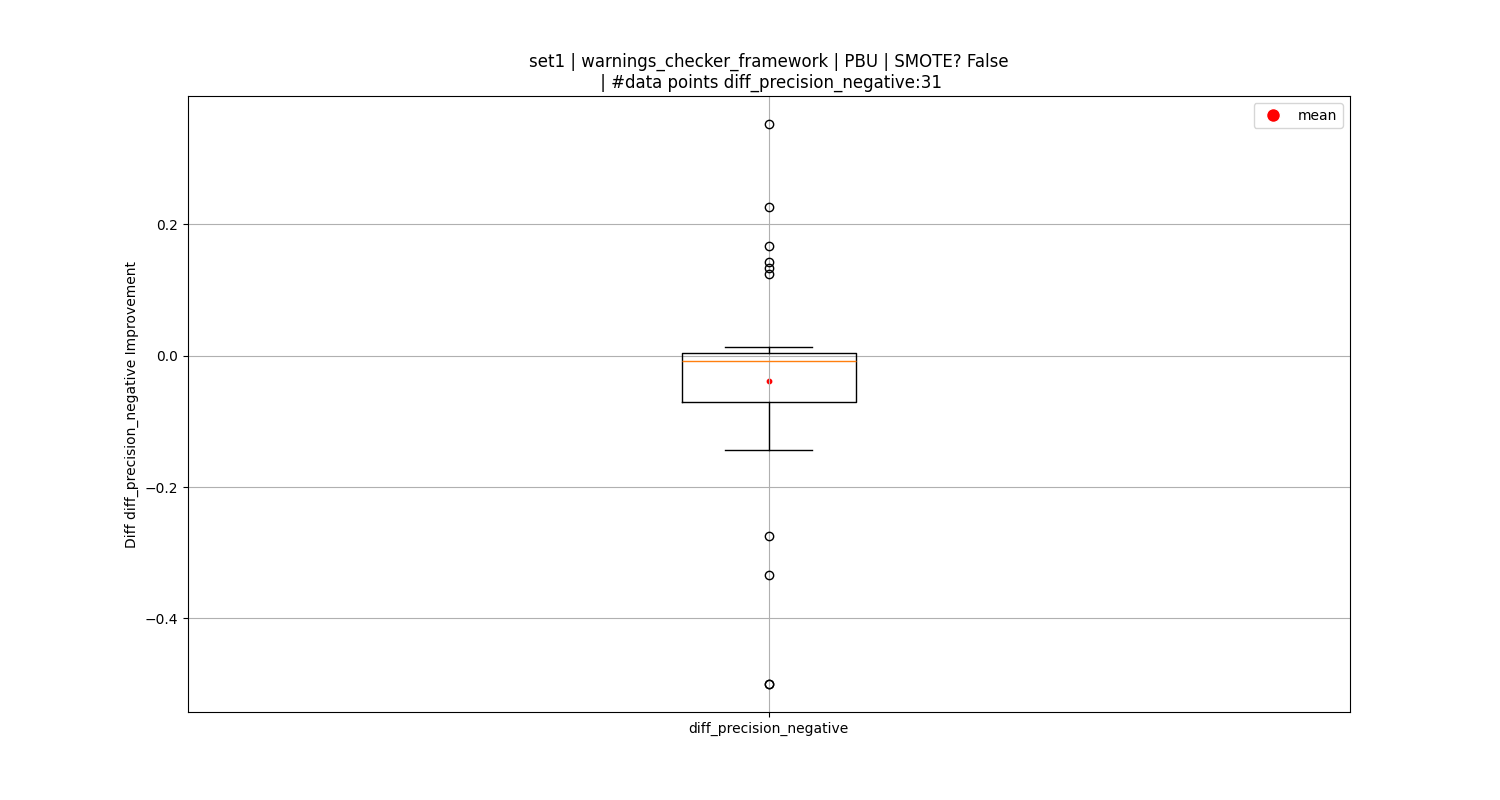 set1 | warnings_checker_framework | PBU | SMOTE? False
| #data points diff_precision_negative:31
mean
0.2
0.0
−0.2
−0.4
Diff diff_precision_negative Improvement
diff_precision_negative